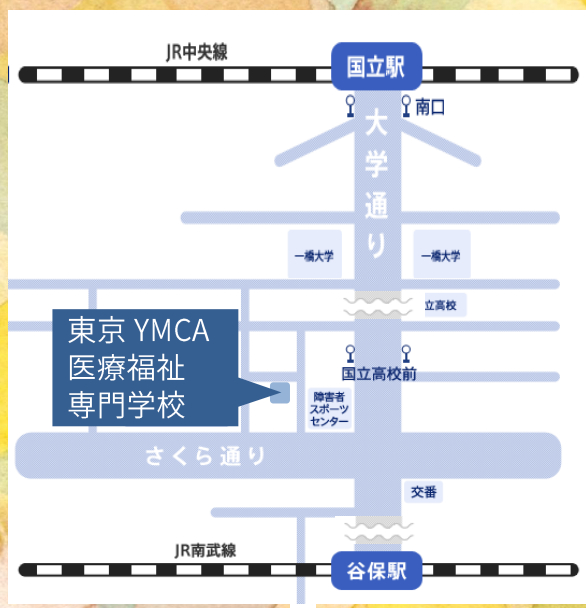 JR中央線
国立駅
南口
大学通り
一橋大学
一橋大学
立高校
東京 YMCA
医療福祉
専門学校
国立高校前
障害者
スポーツ
センター
さくら通り
交番
JR南武線
谷保駅